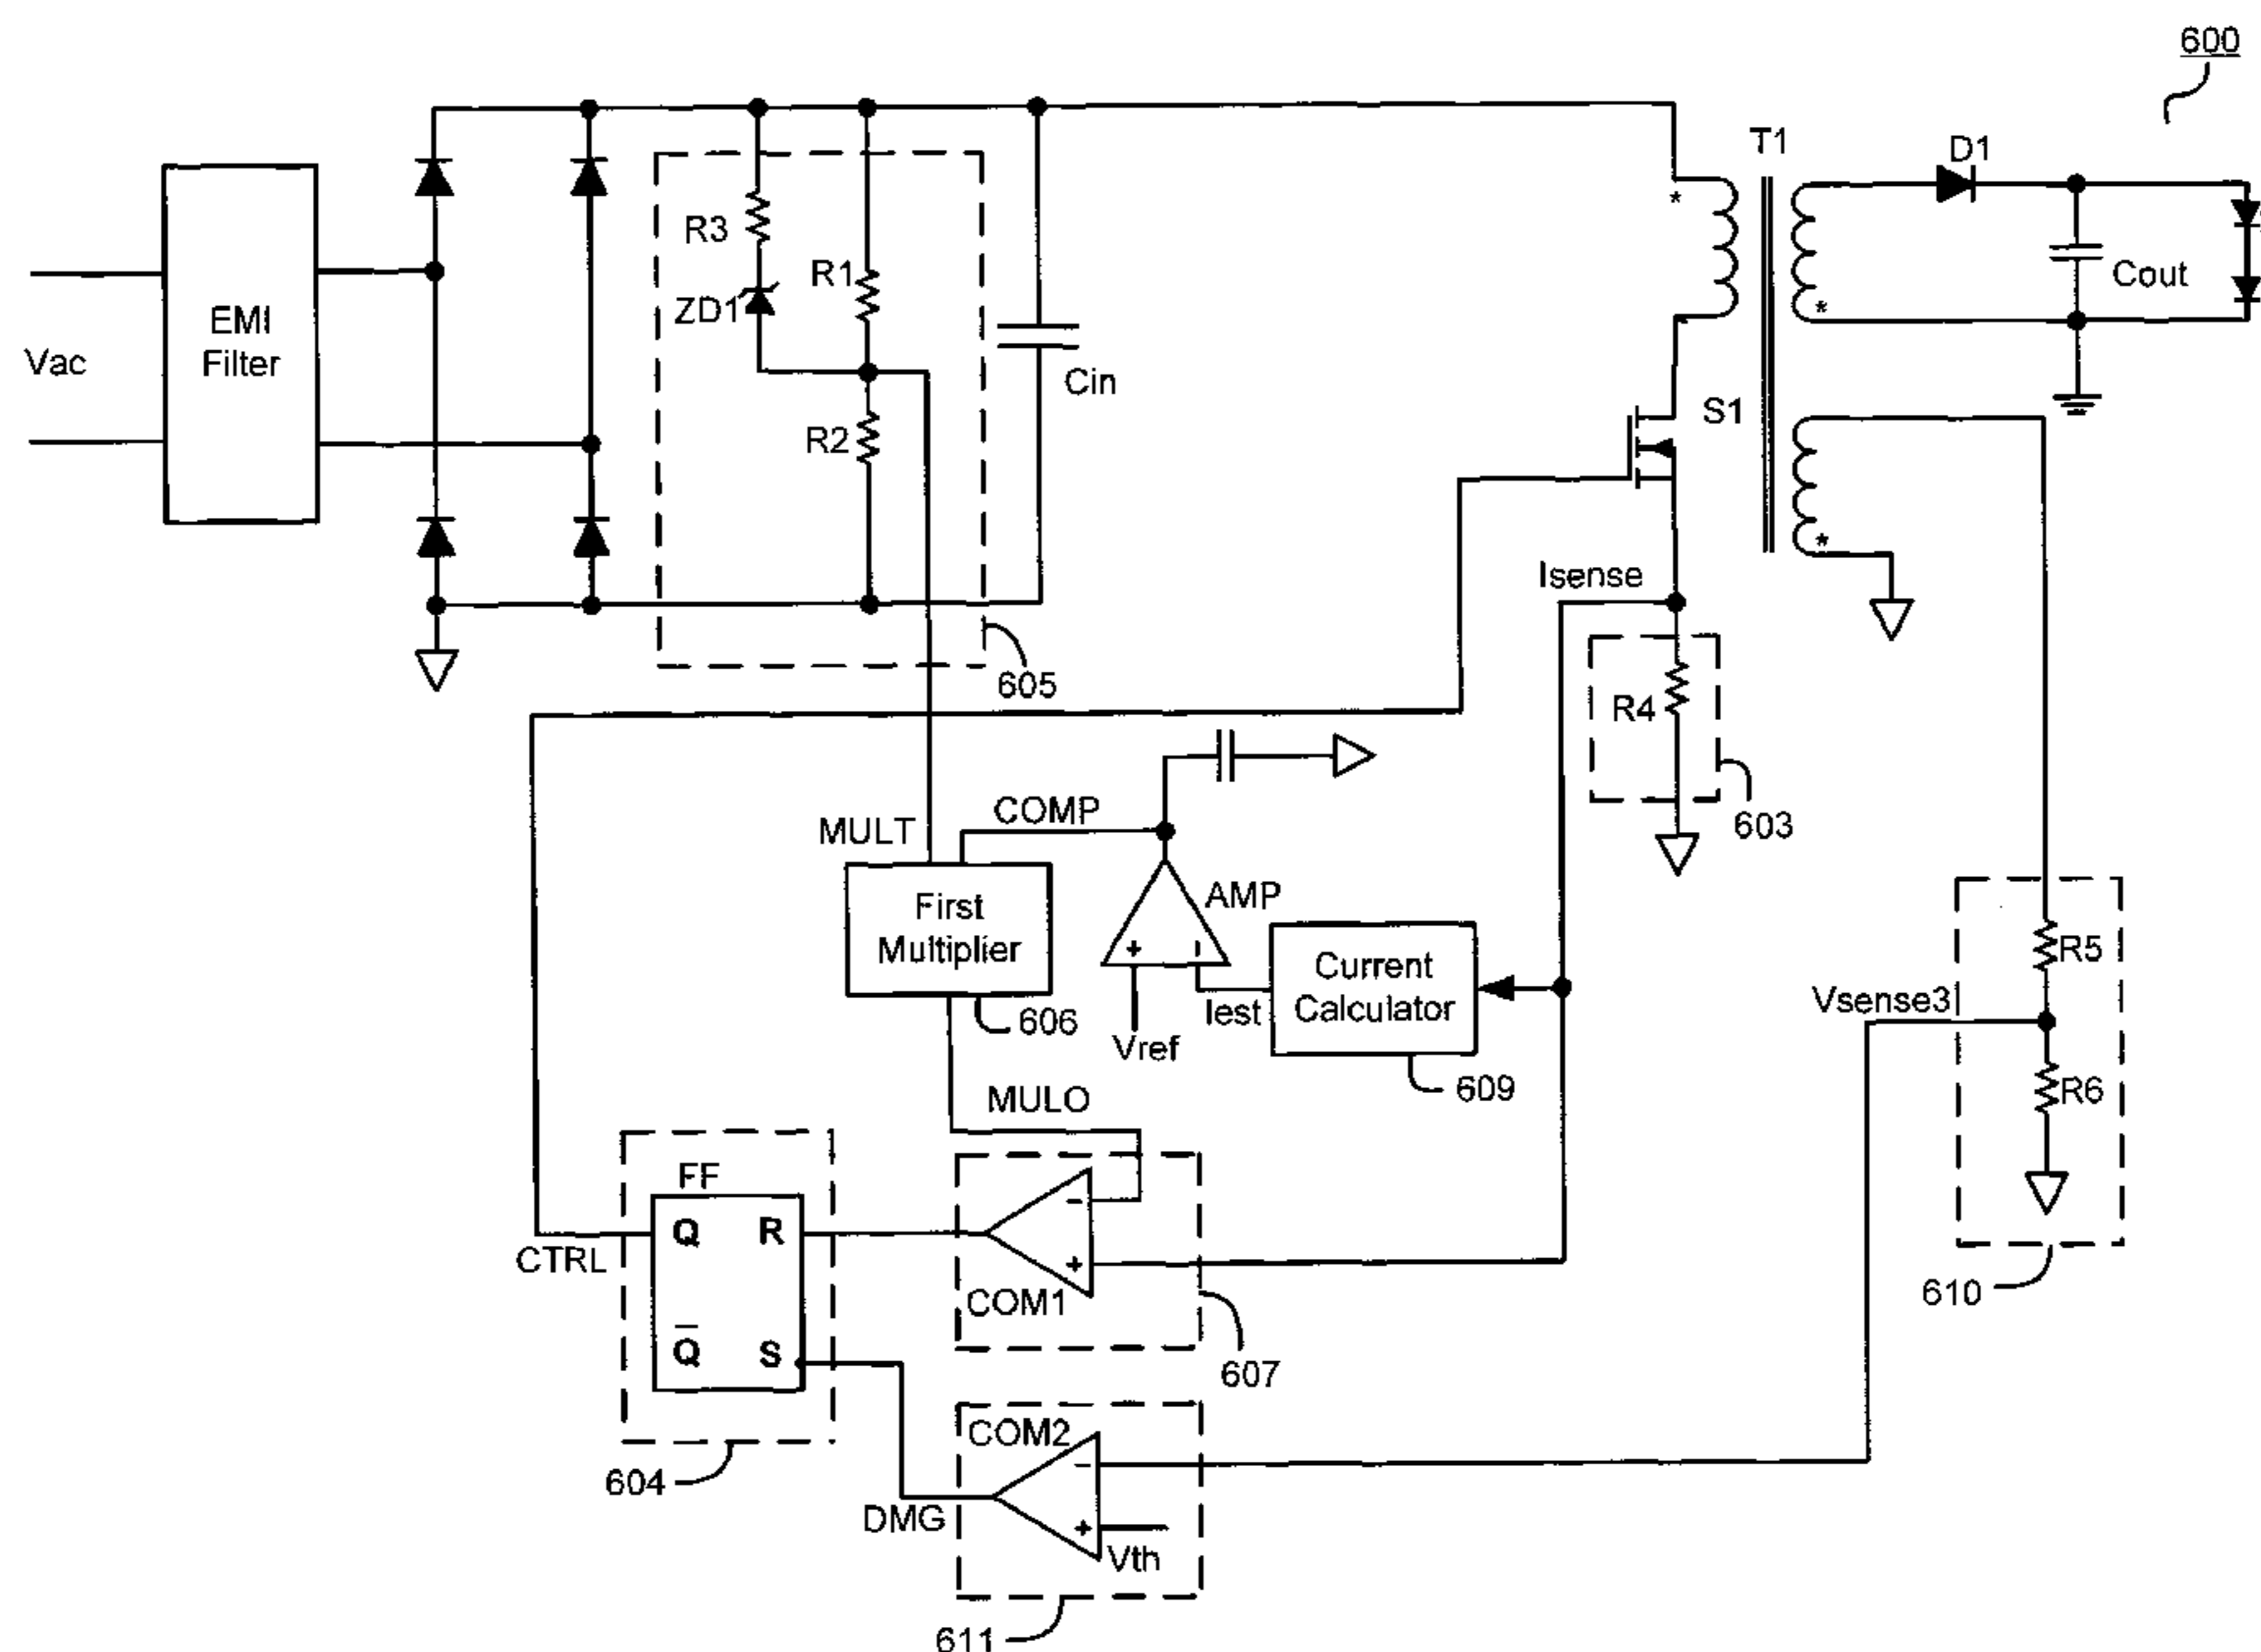 600
T1
D1
R3
R1
ZD1
Cout
EMI
Filter
Vac
Cin
S1
R2
*
*
*
Isense
605
R4
603
COMP
MULT
AMP
First
Multiplier
+
-
Current
Calculator
R5
Vsense3
606
Iest
Vref
609
R6
MULO
FF
Q
R
-
+
CTRL
COM1
610
Q̅
S
607
COM2
604
-
DMG
+
Vth
611